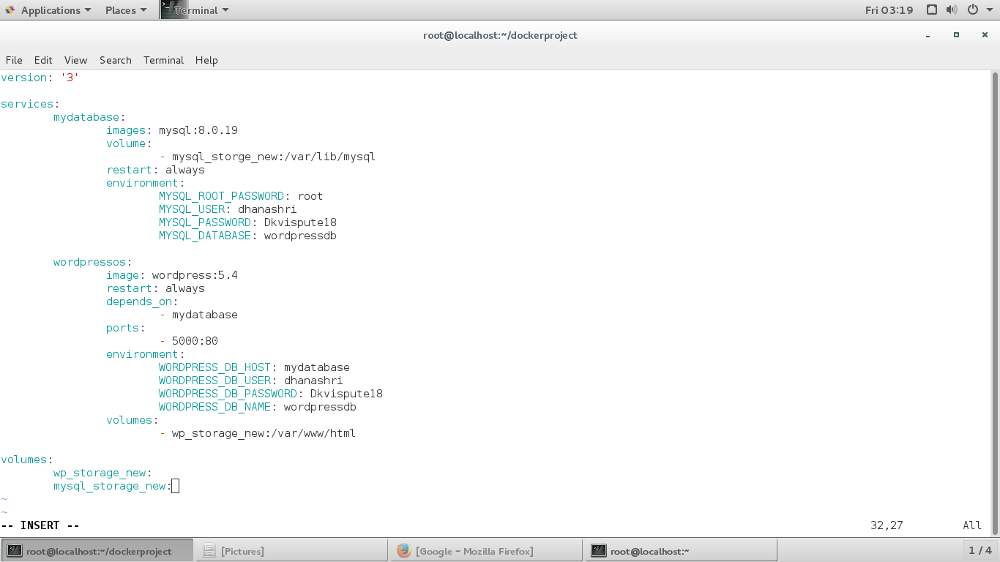 Applications Places Terminal Fri 03:19
root@localhost:~/dockerproject
File Edit View Search Terminal Help
version: '3'
services:
mydatabase:
images: mysql:8.0.19
volume:
- mysql_storge_new:/var/lib/mysql
restart: always
environment:
MYSQL_ROOT_PASSWORD: root
MYSQL_USER: dhanashri
MYSQL_PASSWORD: Dkvispute18
MYSQL_DATABASE: wordpressdb
wordpressos:
image: wordpress:5.4
restart: always
depends_on:
- mydatabase
ports:
- 5000:80
environment:
WORDPRESS_DB_HOST: mydatabase
WORDPRESS_DB_USER: dhanashri
WORDPRESS_DB_PASSWORD: Dkvispute18
WORDPRESS_DB_NAME: wordpressdb
volumes:
- wp_storage_new:/var/www/html
volumes:
wp_storage_new:
mysql_storage_new:
~
~
-- INSERT -- 32,27 All
root@localhost:~/dockerproject [Pictures] [Google – Mozilla Firefox] root@localhost:~ 1 / 4